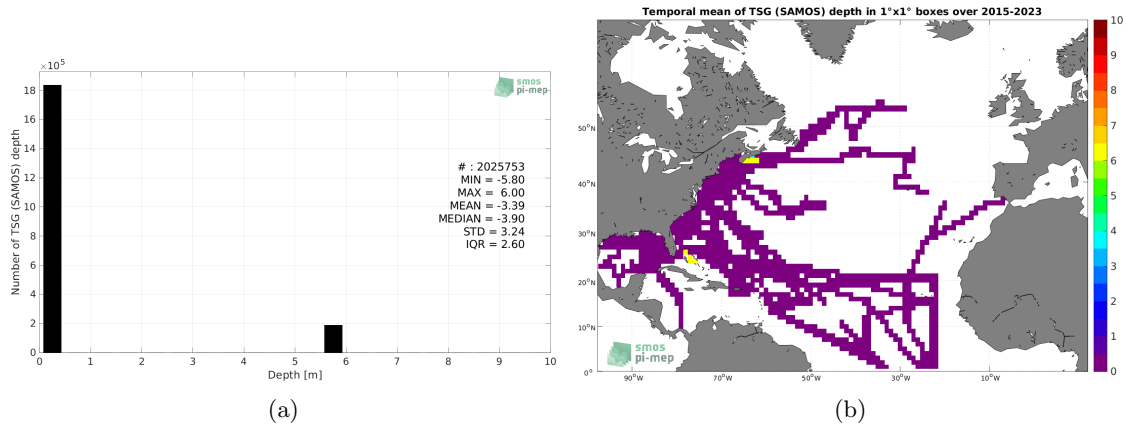 ×10⁵
18
16
14
12
10
8
6
4
2
0
Number of TSG (SAMOS) depth
smos
pi-mep
# : 2025753
MIN = -5.80
MAX = 6.00
MEAN = -3.39
MEDIAN = -3.90
STD = 3.24
IQR = 2.60
0 1 2 3 4 5 6 7 8 9 10
Depth [m]
(a)
Temporal mean of TSG (SAMOS) depth in 1°x1° boxes over 2015-2023
50°N
40°N
30°N
20°N
10°N
0°
90°W 70°W 50°W 30°W 10°W
smos
pi-mep
10
9
8
7
6
5
4
3
2
1
0
(b)